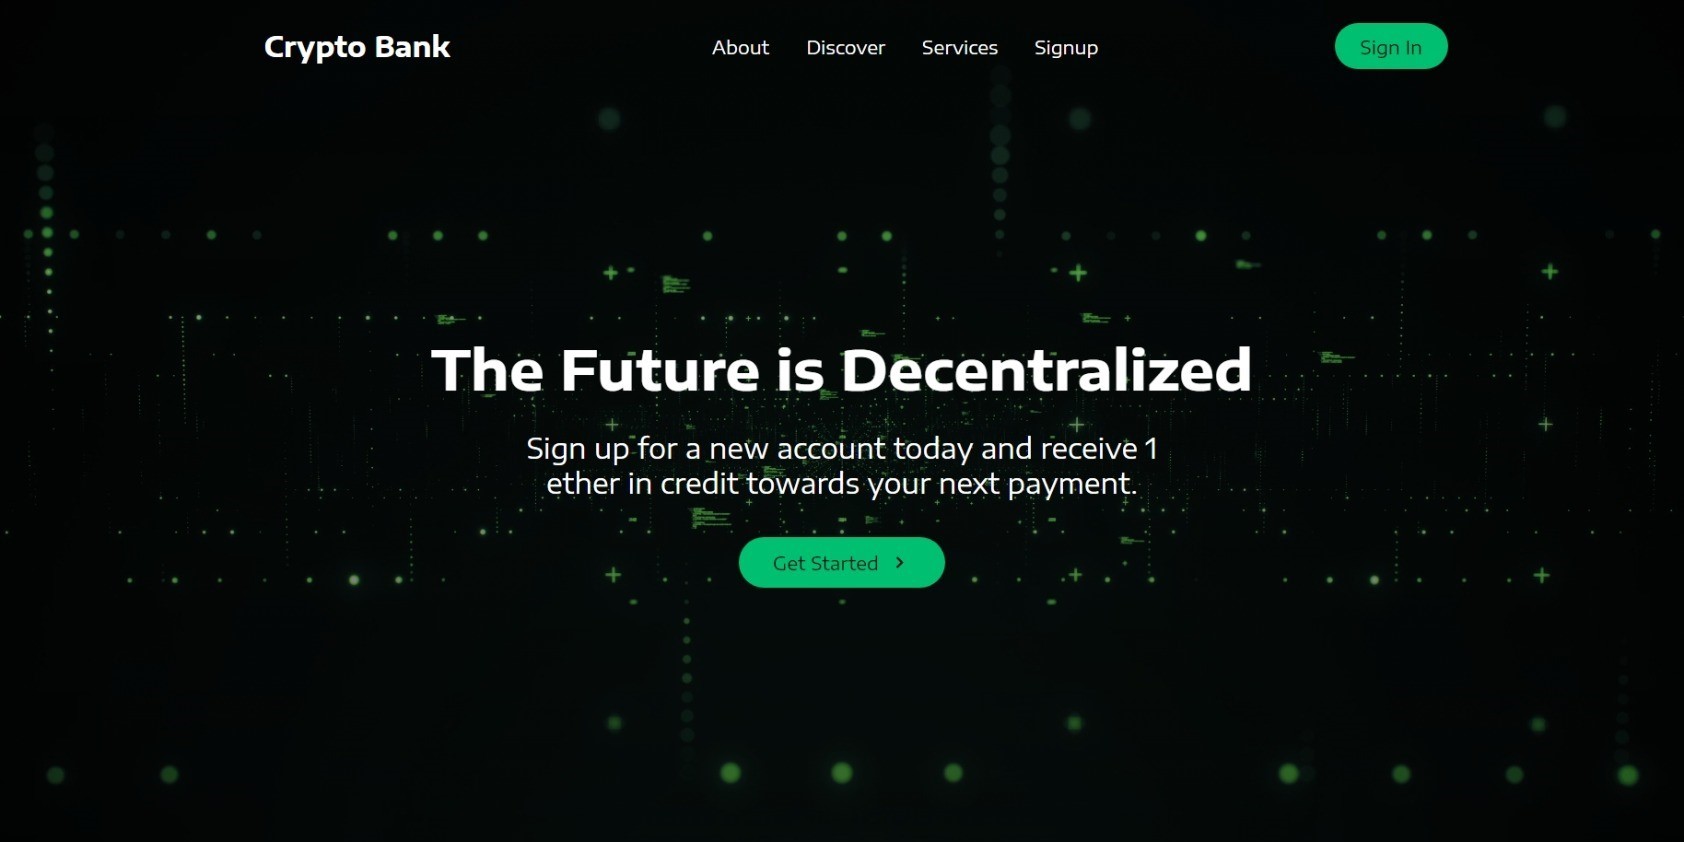 Crypto Bank
About Discover Services Signup
Sign In
The Future is Decentralized
Sign up for a new account today and receive 1
ether in credit towards your next payment.
Get Started